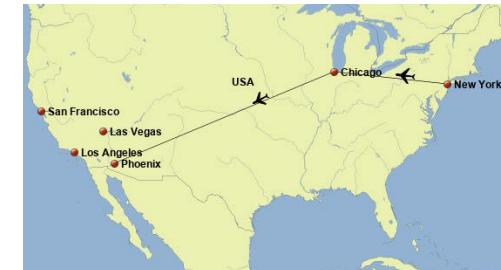 Chicago
USA
New York
San Francisco
Las Vegas
Los Angeles
Phoenix